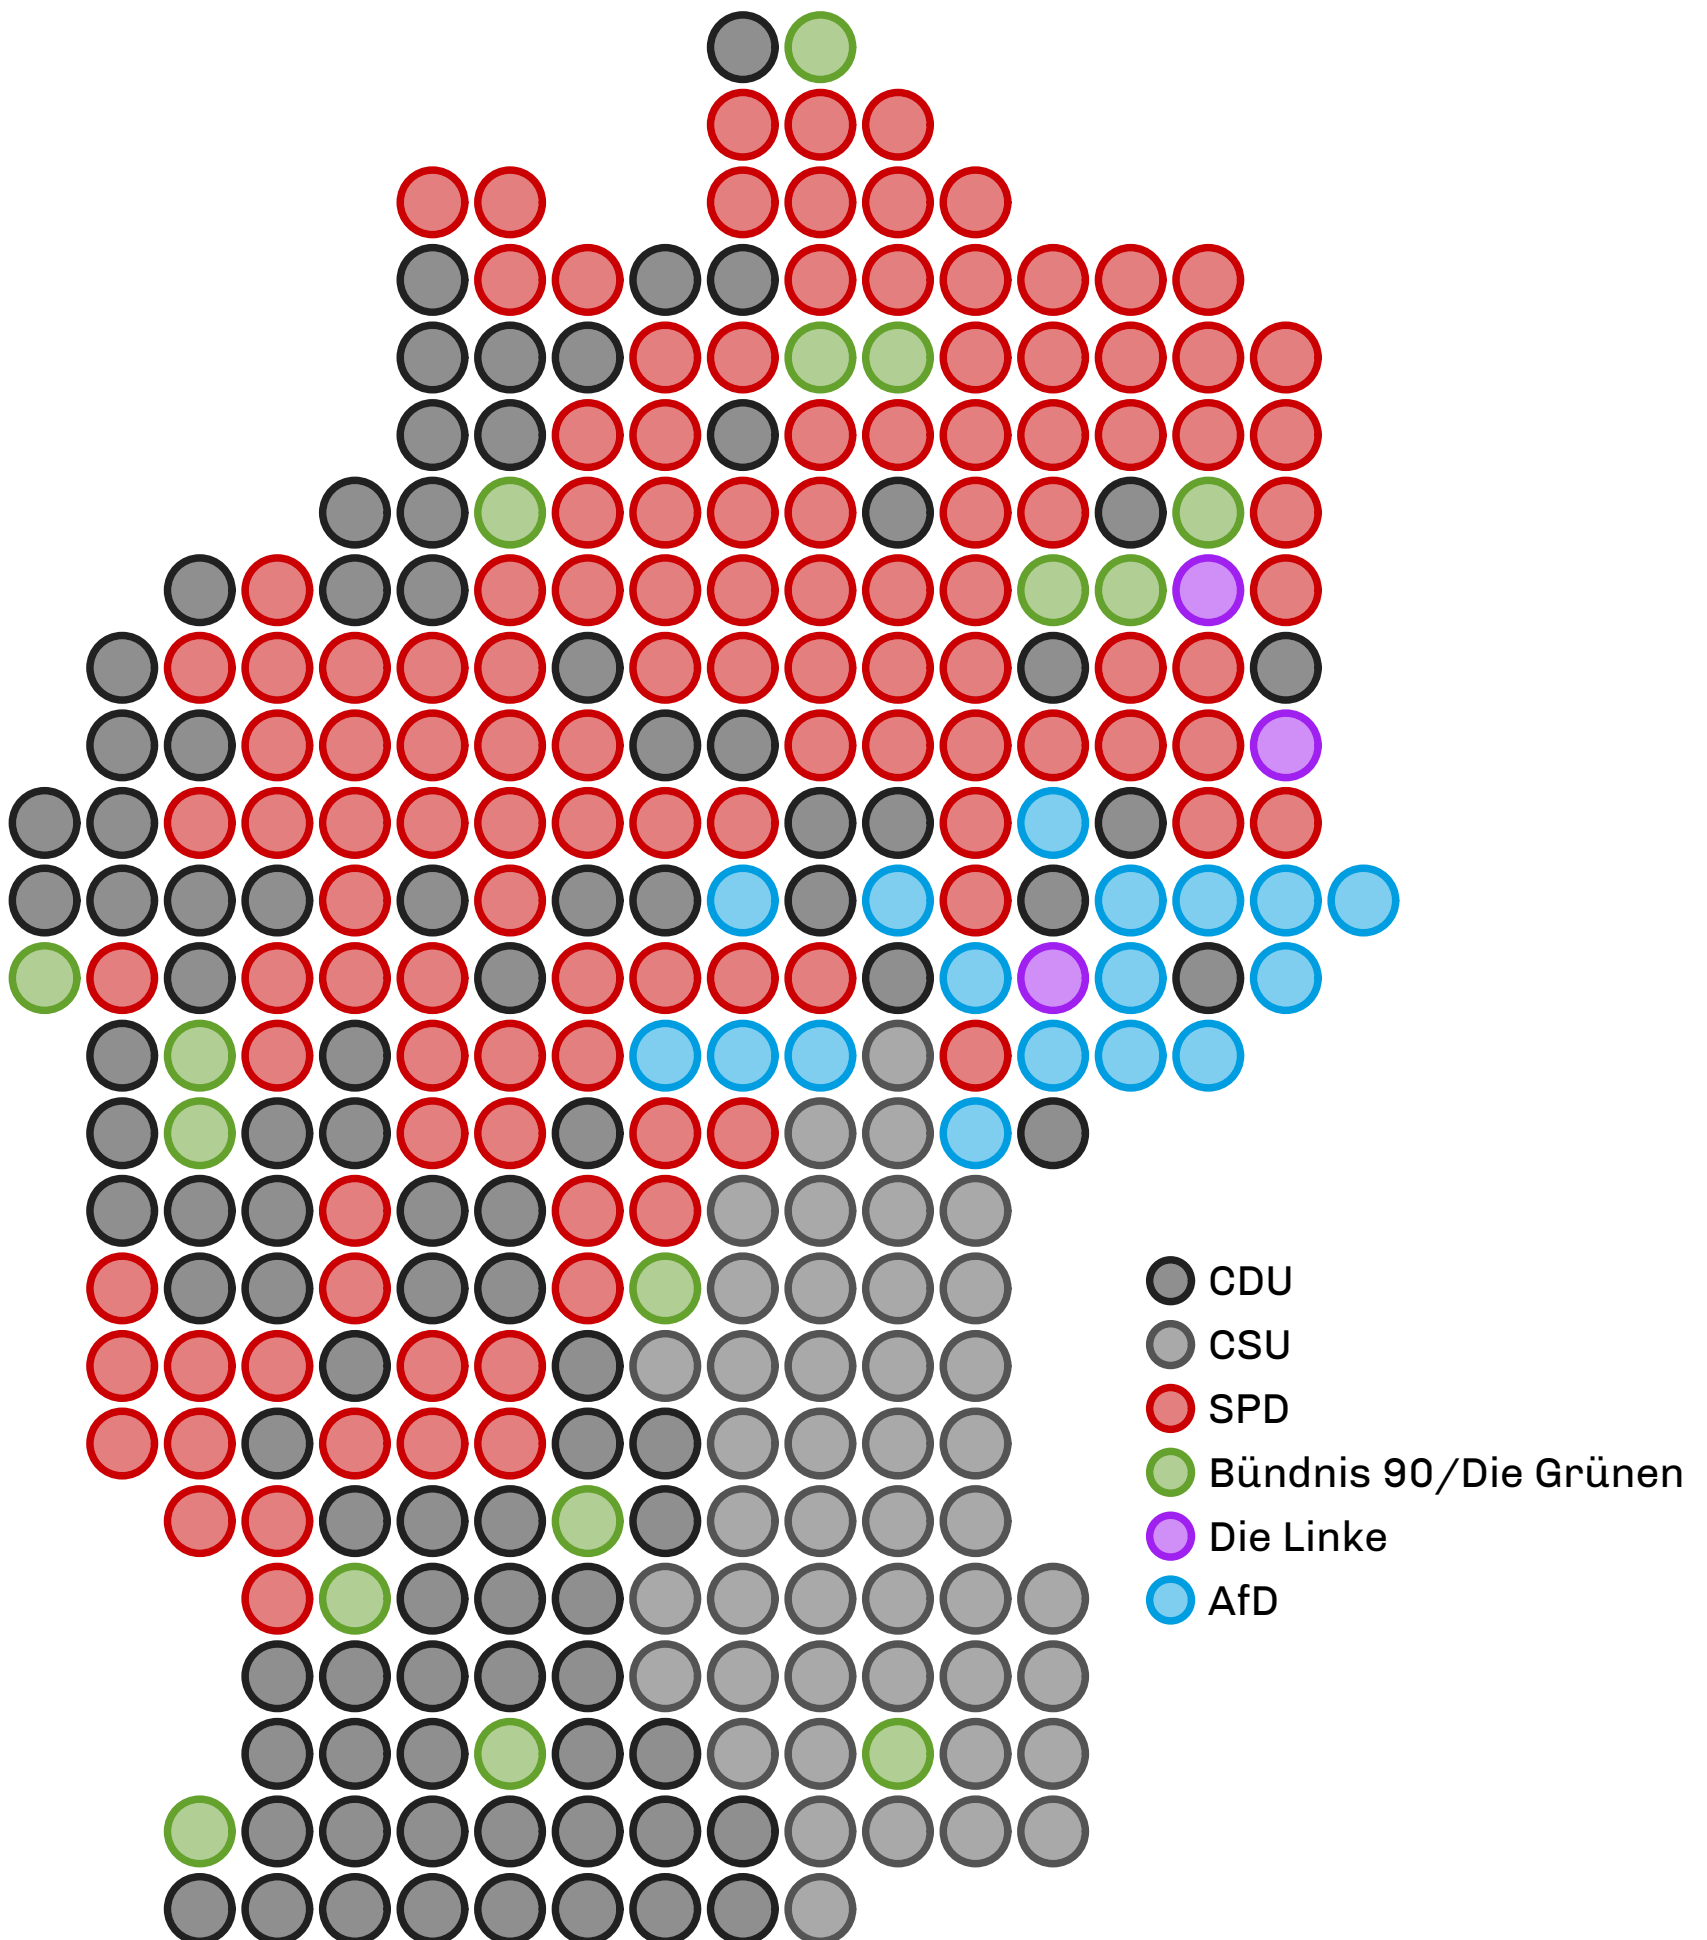 CDU
CSU
SPD
Bündnis 90/Die Grünen
Die Linke
AfD